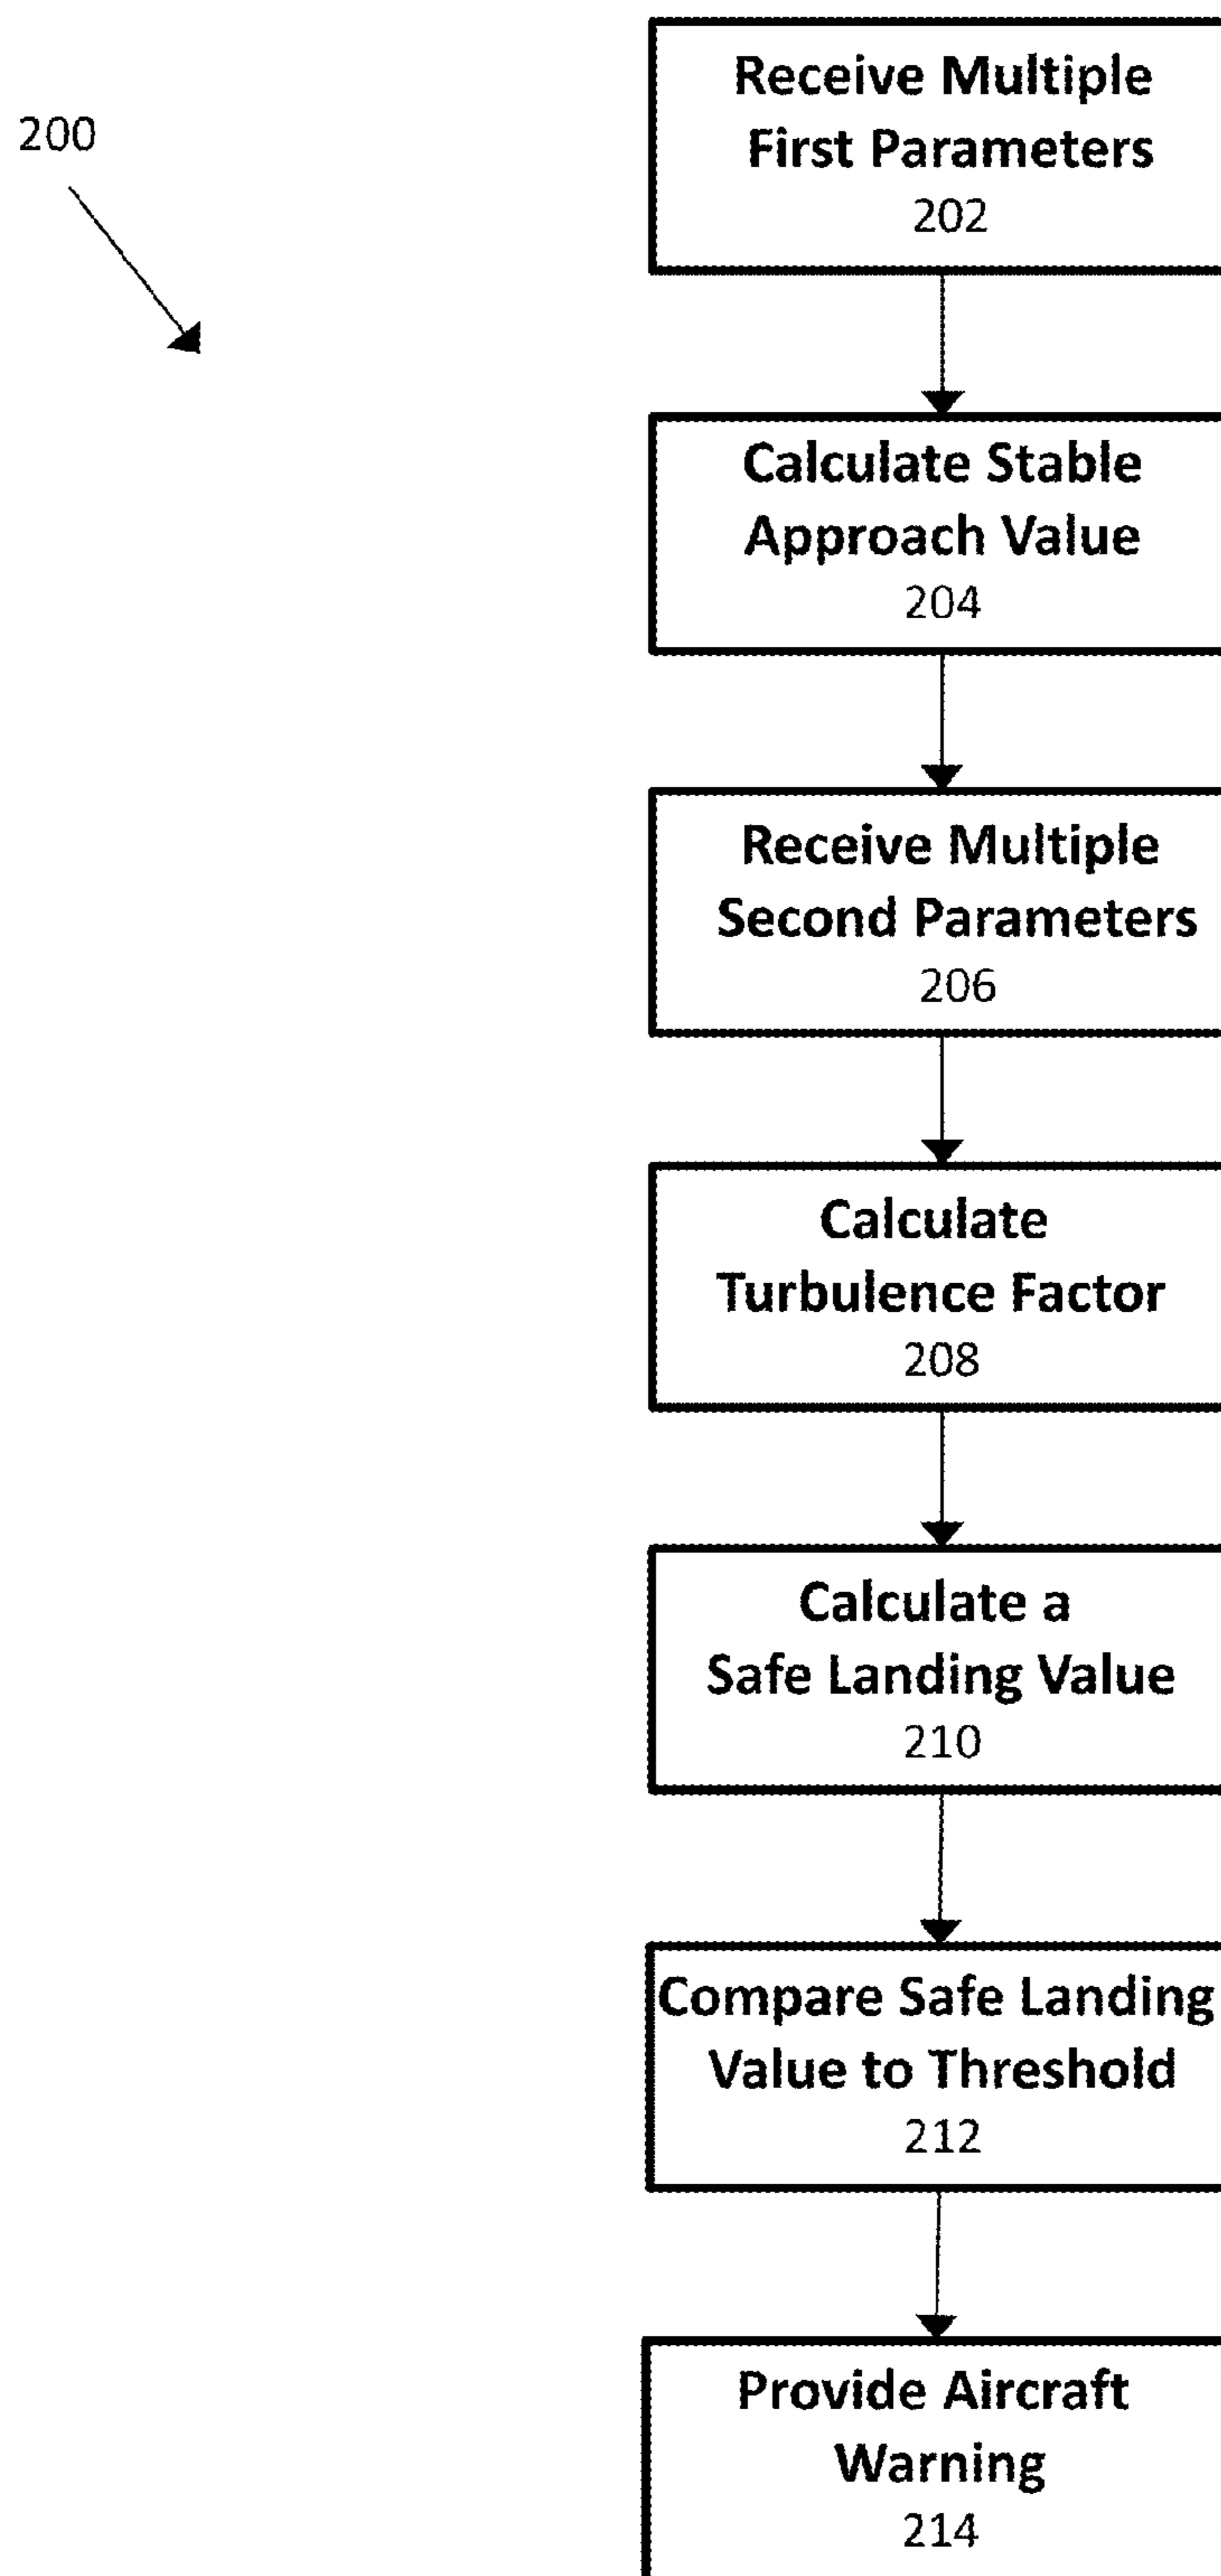 200
Receive Multiple
First Parameters
202
Calculate Stable
Approach Value
204
Receive Multiple
Second Parameters
206
Calculate
Turbulence Factor
208
Calculate a
Safe Landing Value
210
Compare Safe Landing
Value to Threshold
212
Provide Aircraft
Warning
214